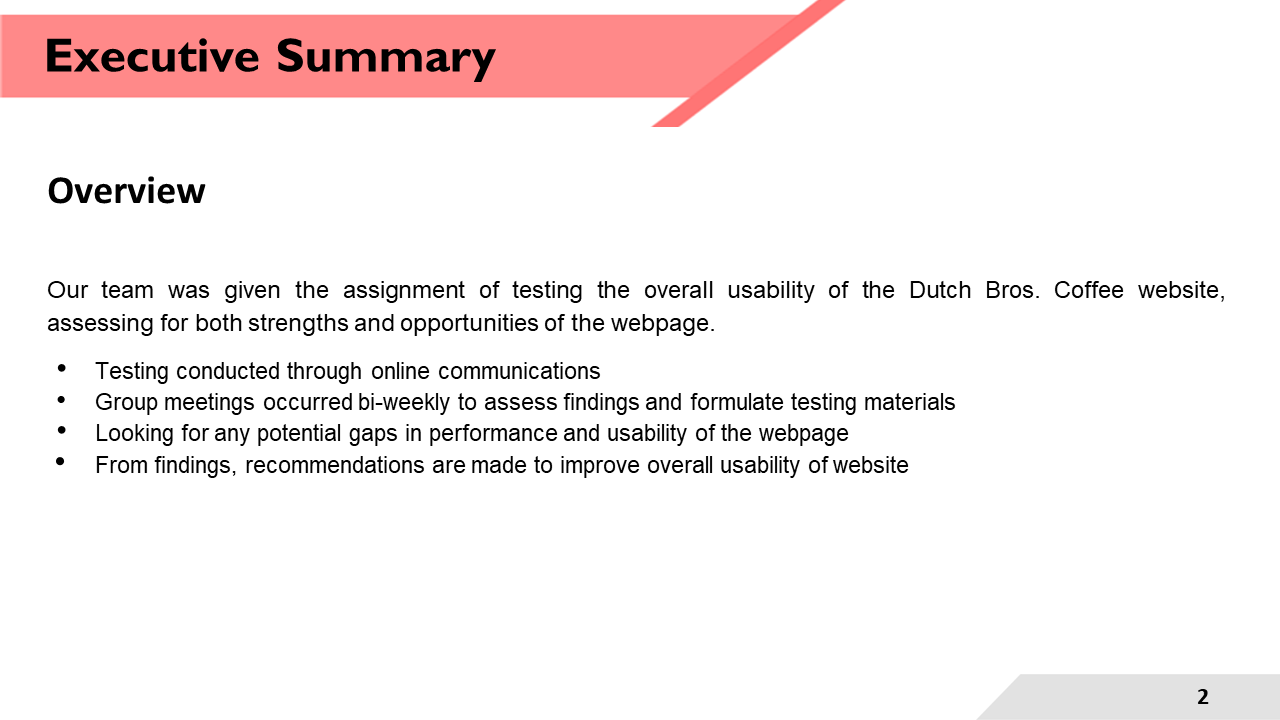 Executive Summary
Overview
Our team was given the assignment of testing the overall usability of the Dutch Bros. Coffee website,
assessing for both strengths and opportunities of the webpage.
• Testing conducted through online communications
• Group meetings occurred bi-weekly to assess findings and formulate testing materials
• Looking for any potential gaps in performance and usability of the webpage
• From findings, recommendations are made to improve overall usability of website
2